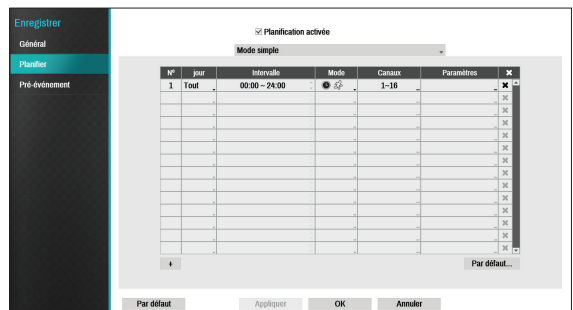 Enregistrer
Général
Planifier
Pré-événement
Planification activée
Mode simple
Nº jour Intervalle Mode Canaux Paramètres
1 Tout 00:00 ~ 24:00 1~16
+
Par défaut...
Par défaut Appliquer OK Annuler